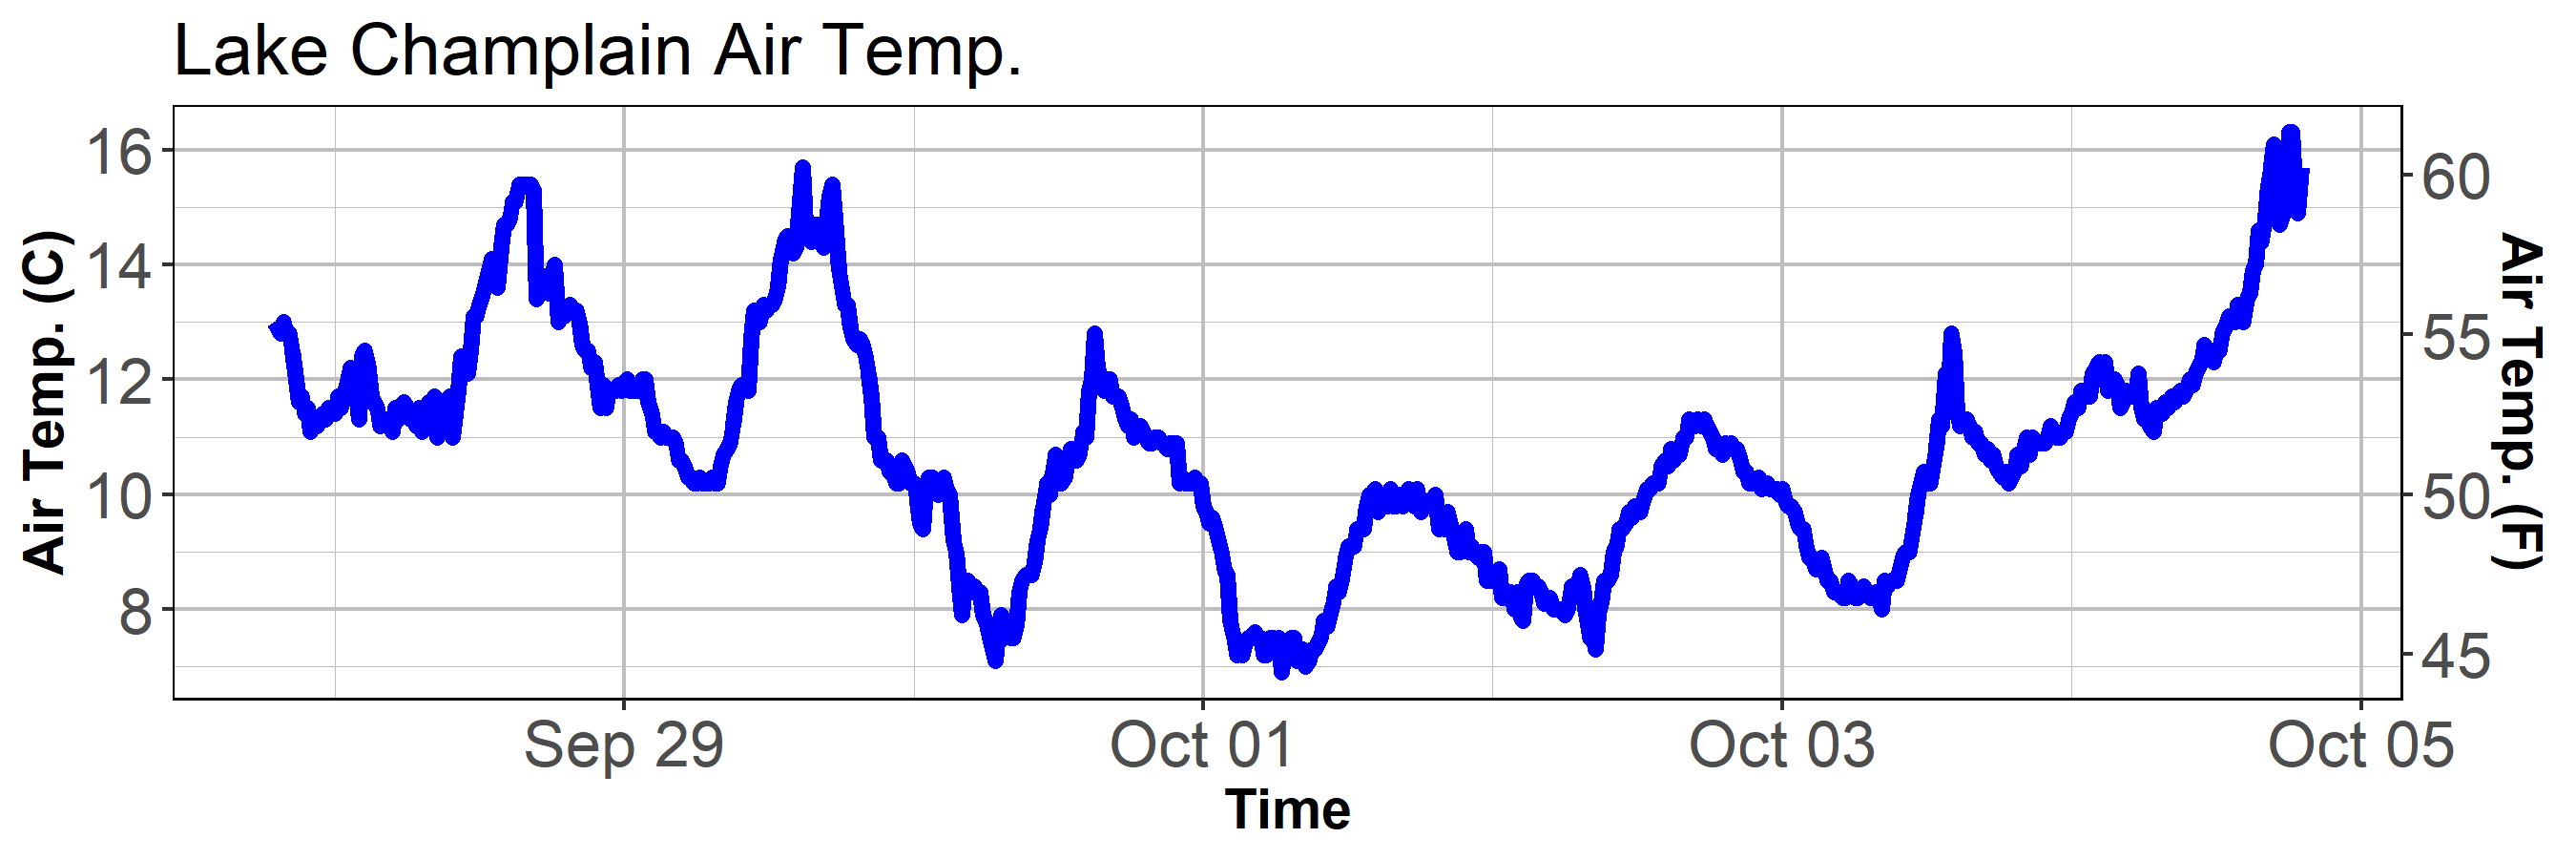 Lake Champlain Air Temp.
Air Temp. (C)
16
14
12
10
8
60
55
50
45
Air Temp. (F)
Sep 29
Oct 01
Oct 03
Oct 05
Time